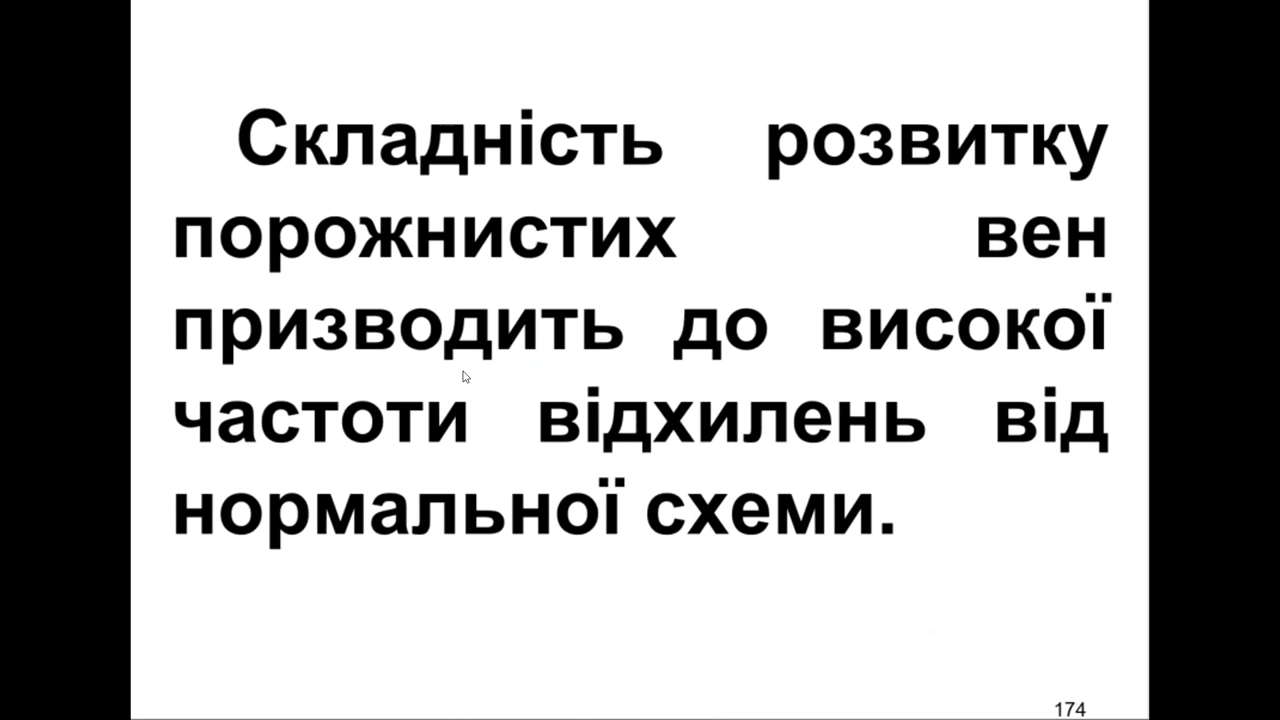 Складність розвитку
порожнистих вен
призводить до високої
частоти відхилень від
нормальної схеми.
174